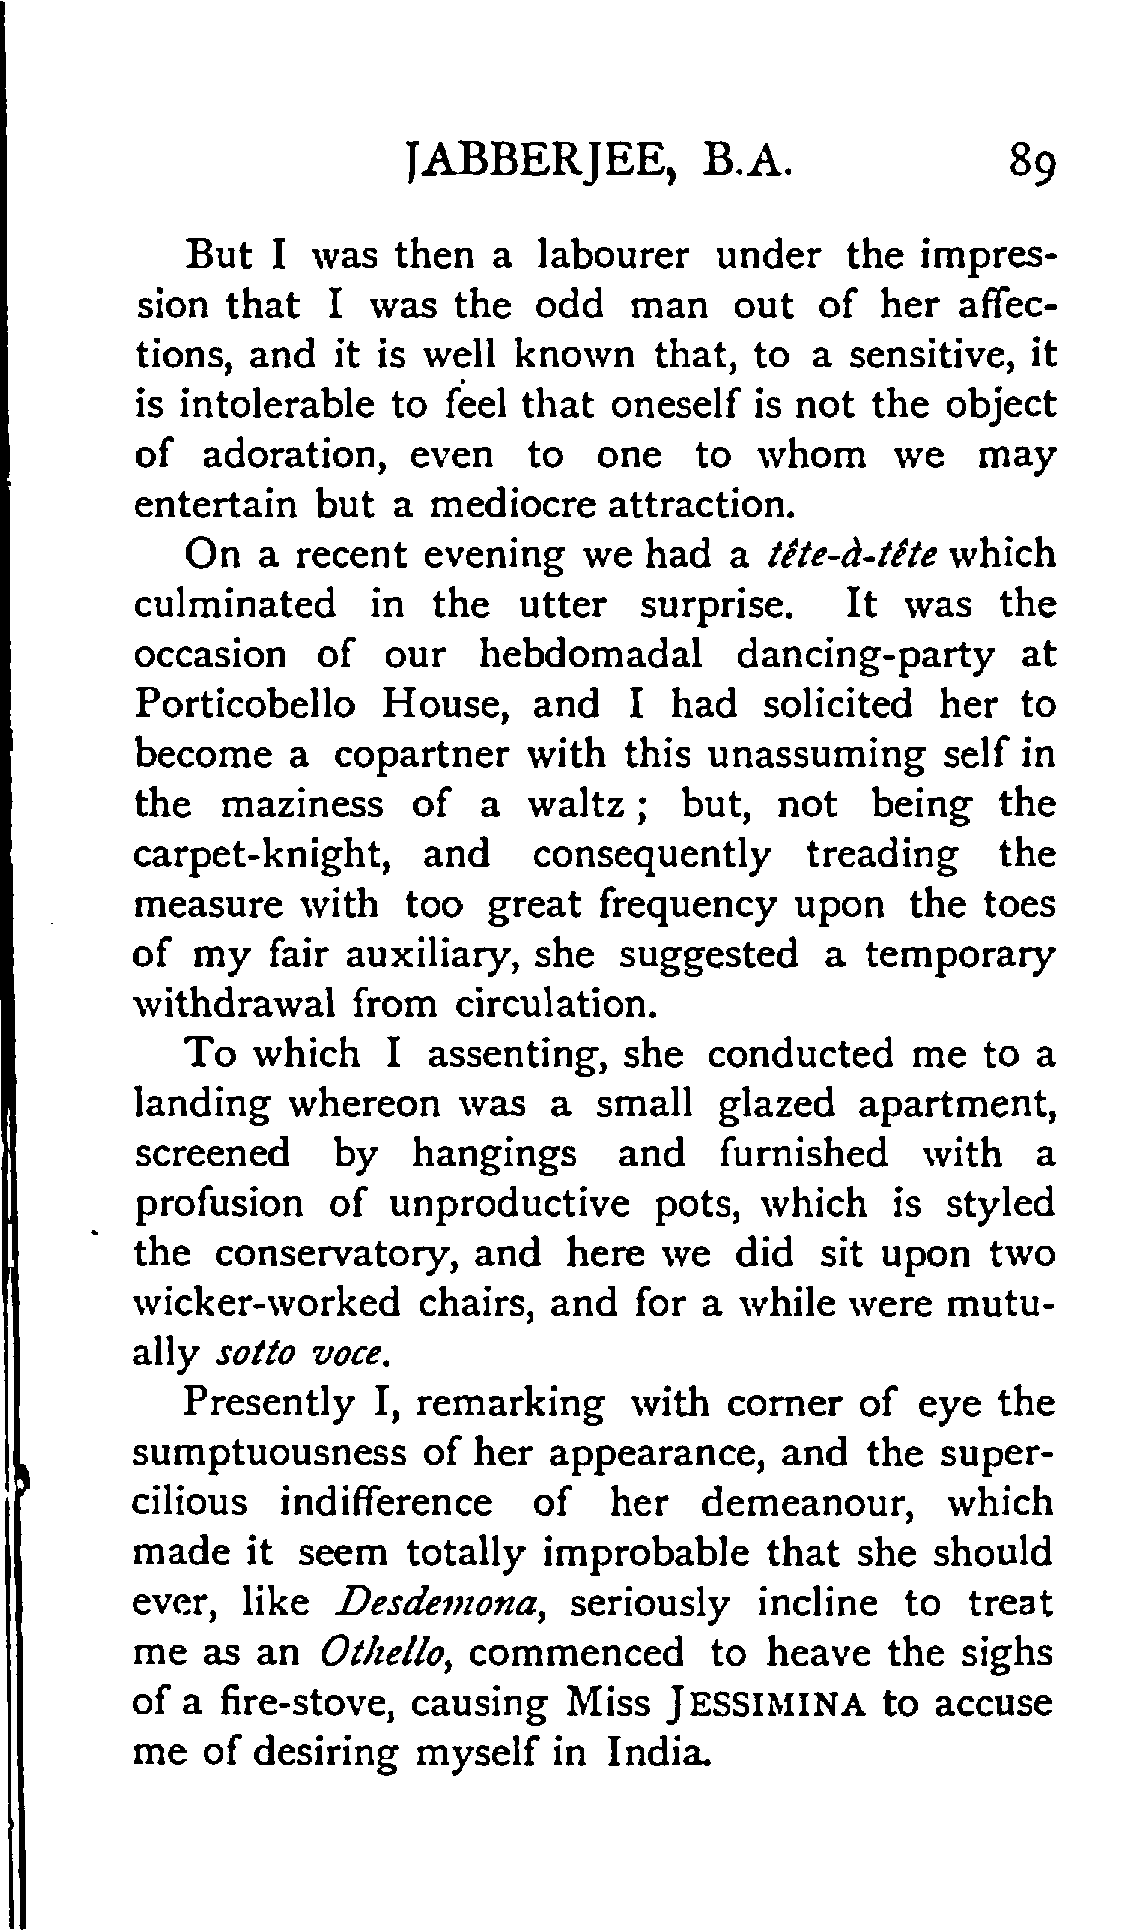 JABBERJEE, B.A. 89
But I was then a labourer under the impres-
sion that I was the odd man out of her affec-
tions, and it is well known that, to a sensitive, it
is intolerable to feel that oneself is not the object
of adoration, even to one to whom we may
entertain but a mediocre attraction.
On a recent evening we had a tête-à-tête which
culminated in the utter surprise. It was the
occasion of our hebdomadal dancing-party at
Porticobello House, and I had solicited her to
become a copartner with this unassuming self in
the maziness of a waltz ; but, not being the
carpet-knight, and consequently treading the
measure with too great frequency upon the toes
of my fair auxiliary, she suggested a temporary
withdrawal from circulation.
To which I assenting, she conducted me to a
landing whereon was a small glazed apartment,
screened by hangings and furnished with a
profusion of unproductive pots, which is styled
the conservatory, and here we did sit upon two
wicker-worked chairs, and for a while were mutu-
ally sotto voce.
Presently I, remarking with corner of eye the
sumptuousness of her appearance, and the super-
cilious indifference of her demeanour, which
made it seem totally improbable that she should
ever, like Desdemona, seriously incline to treat
me as an Othello, commenced to heave the sighs
of a fire-stove, causing Miss JESSIMINA to accuse
me of desiring myself in India.